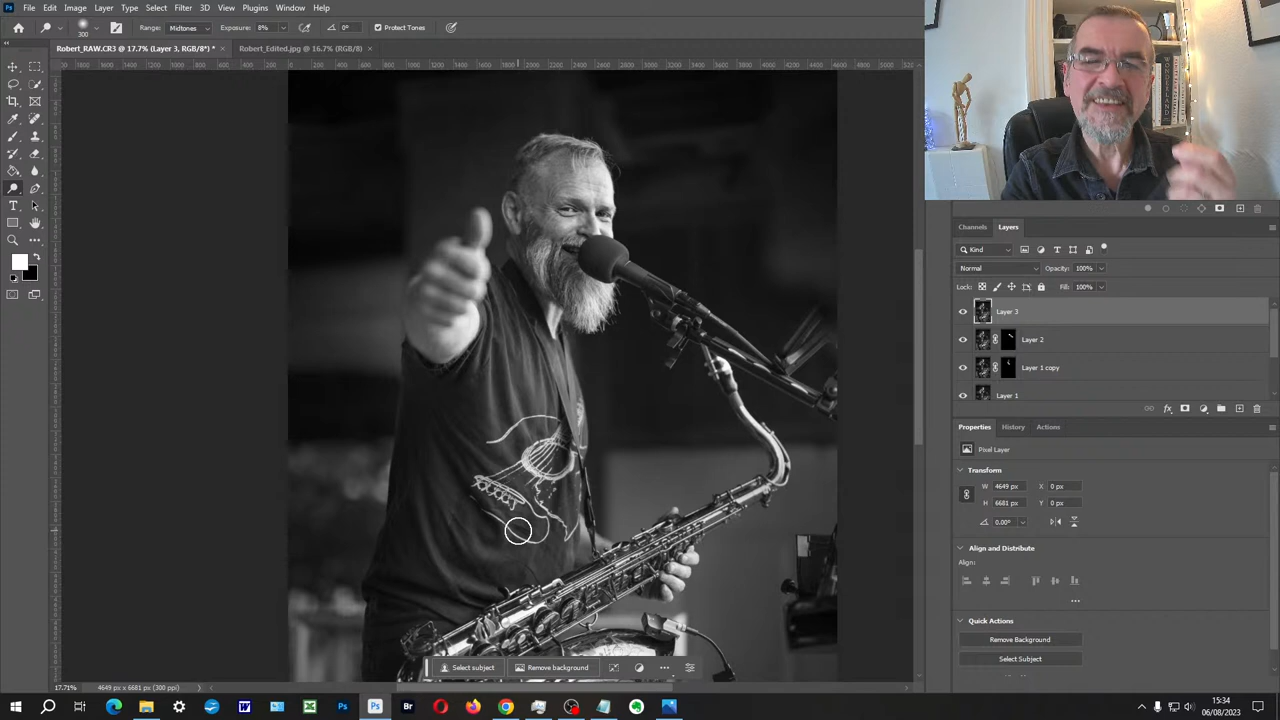 File Edit Image Layer Type Select Filter 3D View Plugins Window Help
300 Range: Midtones Exposure: 8% 0° Protect Tones
Robert_RAW.CR3 @ 17.7% (Layer 3, RGB/8*) * Robert_Edited.jpg @ 16.7% (RGB/8)
WONDERLAND
Channels Layers
Kind
Normal Opacity: 100%
Lock: Fill: 100%
Layer 3
Layer 2
Layer 1 copy
Layer 1
Properties History Actions
Pixel Layer
Transform
W 4649 px X 0 px
H 6681 px Y 0 px
0.00°
Align and Distribute
Align:
Quick Actions
Remove Background
Select Subject
Select subject Remove background
17.71% 4649 px x 6681 px (300 ppi)
15:34
06/08/2023